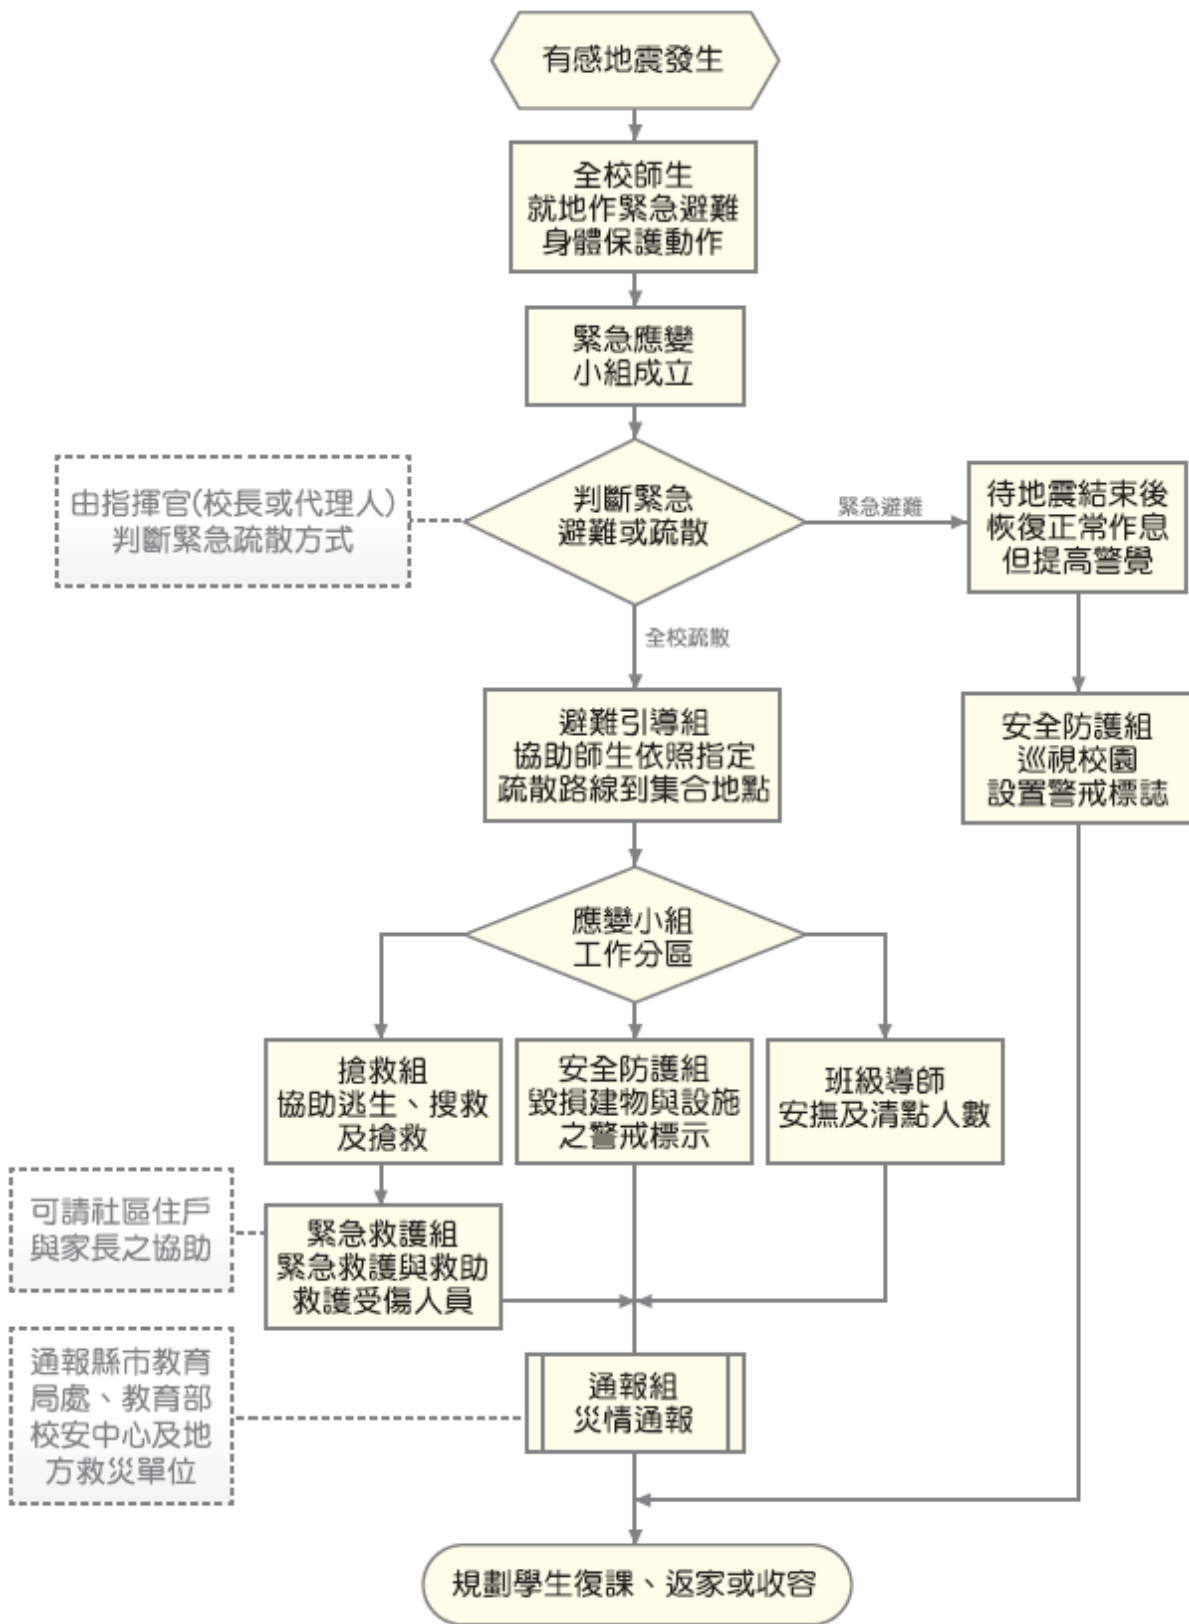 有感地震發生
全校師生
就地作緊急避難
身體保護動作
緊急應變
小組成立
由指揮官(校長或代理人)
判斷緊急疏散方式
判斷緊急
避難或疏散
緊急避難
待地震結束後
恢復正常作息
但提高警覺
全校疏散
避難引導組
協助師生依照指定
疏散路線到集合地點
安全防護組
巡視校園
設置警戒標誌
應變小組
工作分區
搶救組
協助逃生、搜救
及搶救
安全防護組
毀損建物與設施
之警戒標示
班級導師
安撫及清點人數
可請社區住戶
與家長之協助
緊急救護組
緊急救護與救助
救護受傷人員
通報縣市教育
局處、教育部
校安中心及地
方救災單位
通報組
災情通報
規劃學生復課、返家或收容